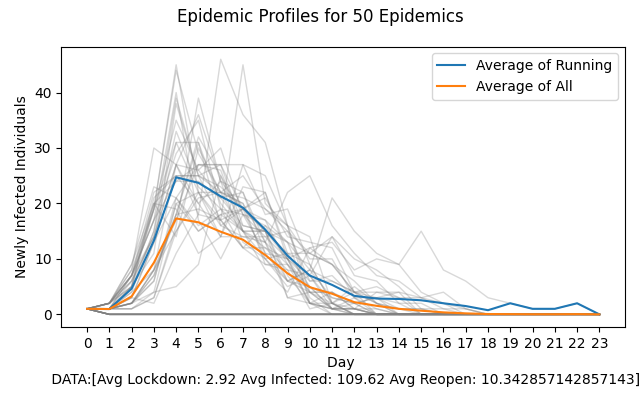 Epidemic Profiles for 50 Epidemics
Average of Running
Average of All
Newly Infected Individuals
40
30
20
10
0
0 1 2 3 4 5 6 7 8 9 10 11 12 13 14 15 16 17 18 19 20 21 22 23
Day
DATA:[Avg Lockdown: 2.92 Avg Infected: 109.62 Avg Reopen: 10.342857142857143]